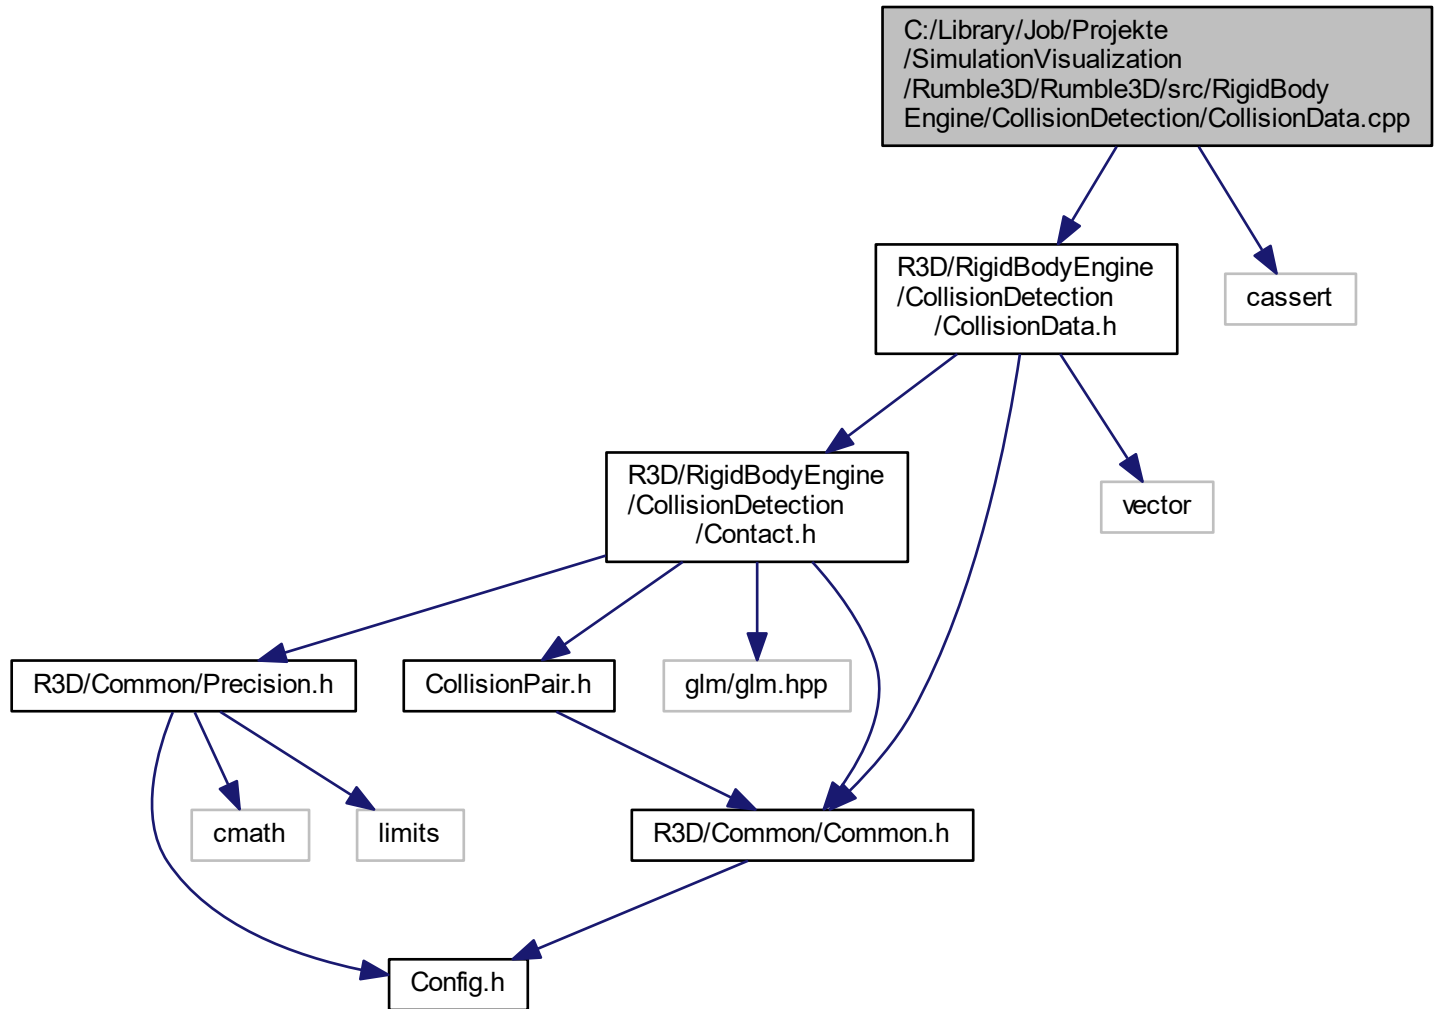 C:/Library/Job/Projekte
/SimulationVisualization
/Rumble3D/Rumble3D/src/RigidBody
Engine/CollisionDetection/CollisionData.cpp
R3D/RigidBodyEngine
/CollisionDetection
/CollisionData.h
cassert
R3D/RigidBodyEngine
/CollisionDetection
/Contact.h
vector
R3D/Common/Precision.h
CollisionPair.h
glm/glm.hpp
cmath
limits
R3D/Common/Common.h
Config.h